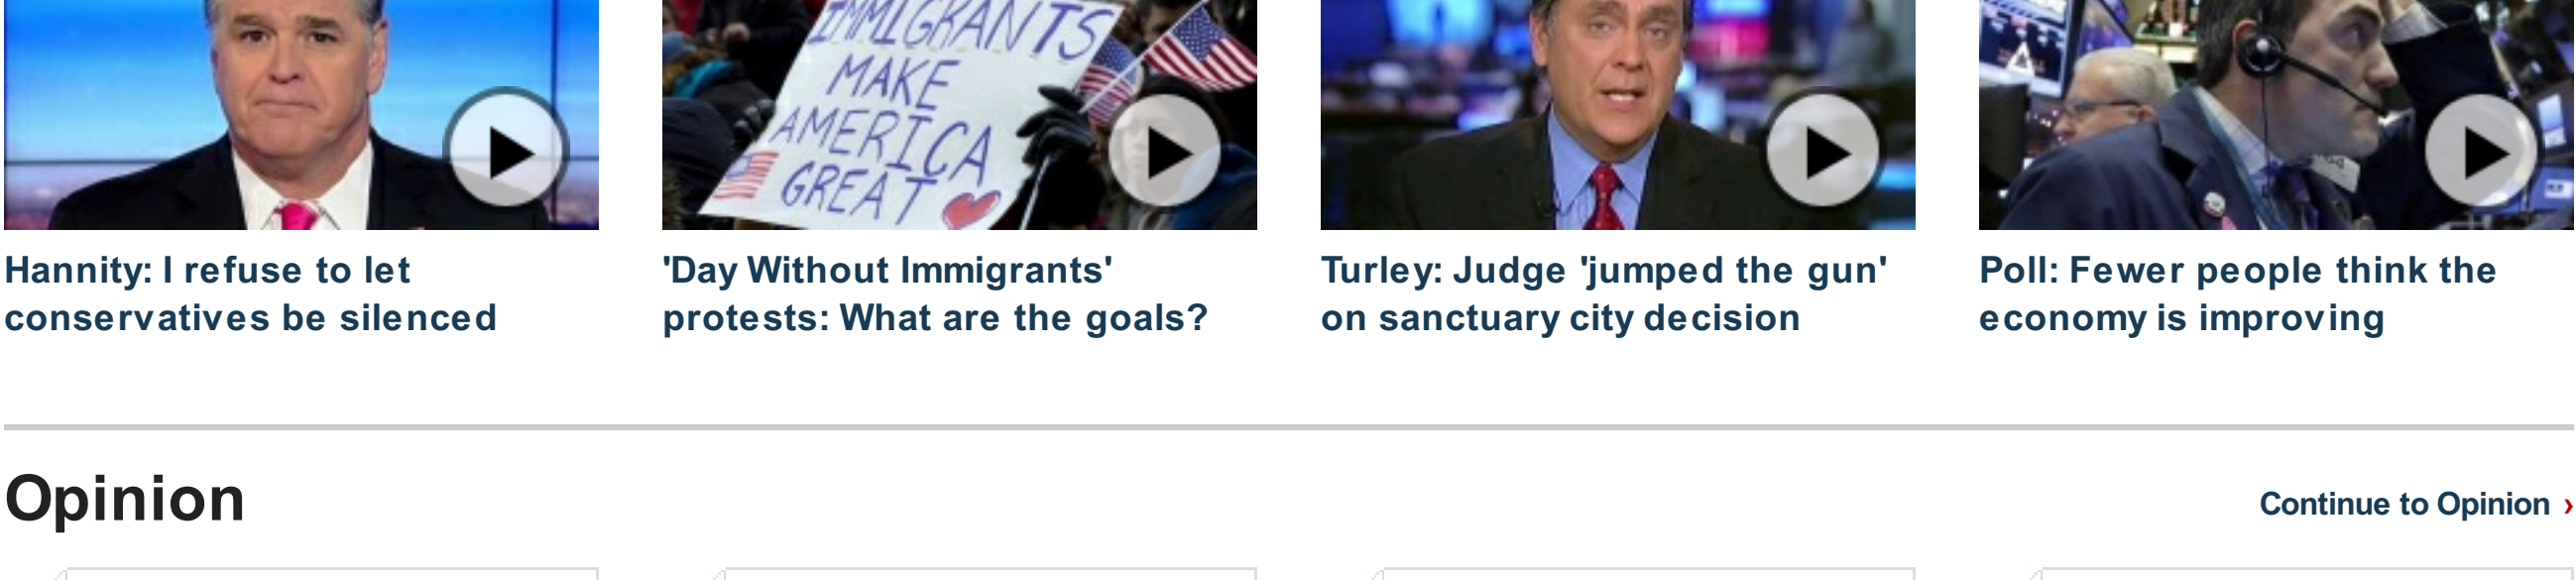 IMMIGRANTS
MAKE
AMERICA
GREAT
Hannity: I refuse to let
conservatives be silenced
'Day Without Immigrants'
protests: What are the goals?
Turley: Judge 'jumped the gun'
on sanctuary city decision
Poll: Fewer people think the
economy is improving
Opinion
Continue to Opinion ›